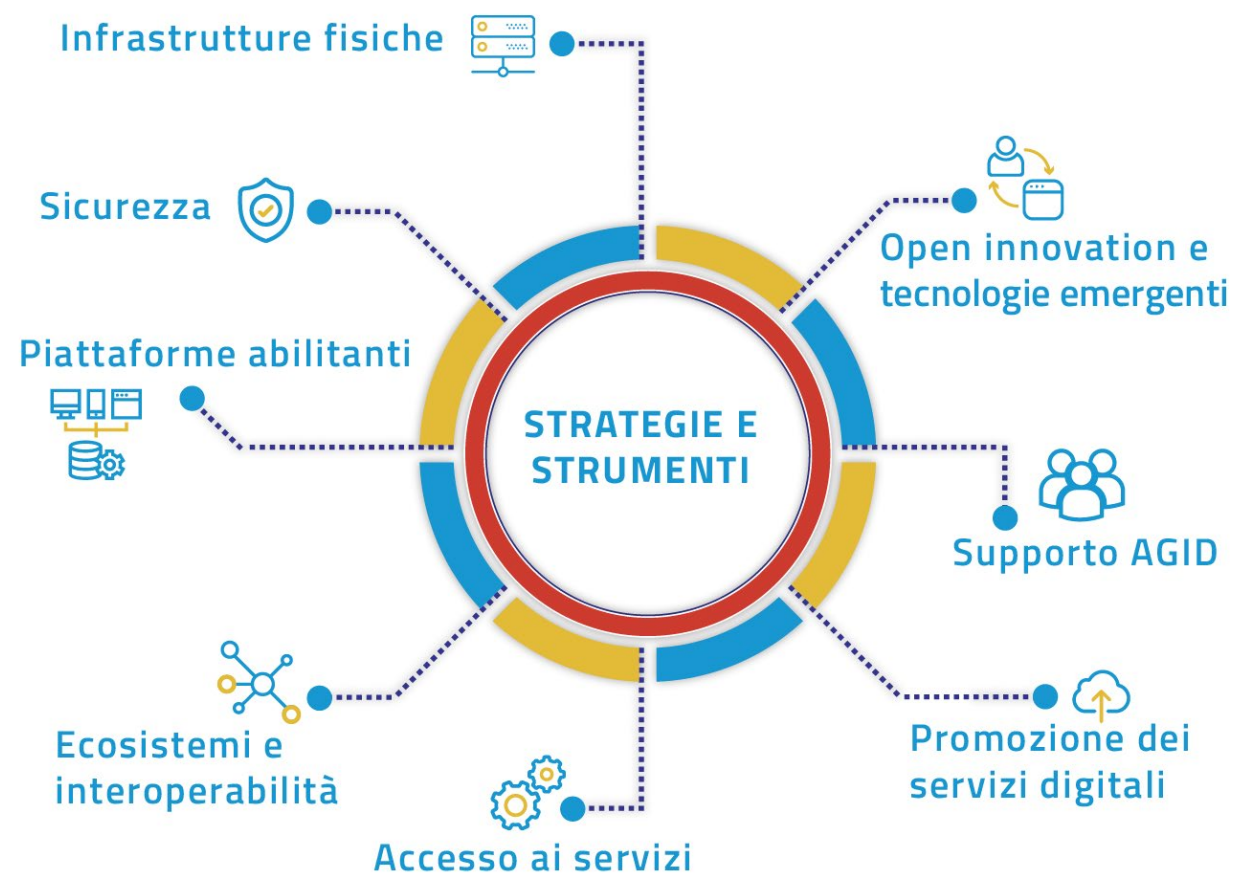 Infrastrutture fisiche
Sicurezza
Open innovation e
tecnologie emergenti
Piattaforme abilitanti
STRATEGIE E
STRUMENTI
Supporto AGID
Ecosistemi e
interoperabilità
Promozione dei
servizi digitali
Accesso ai servizi